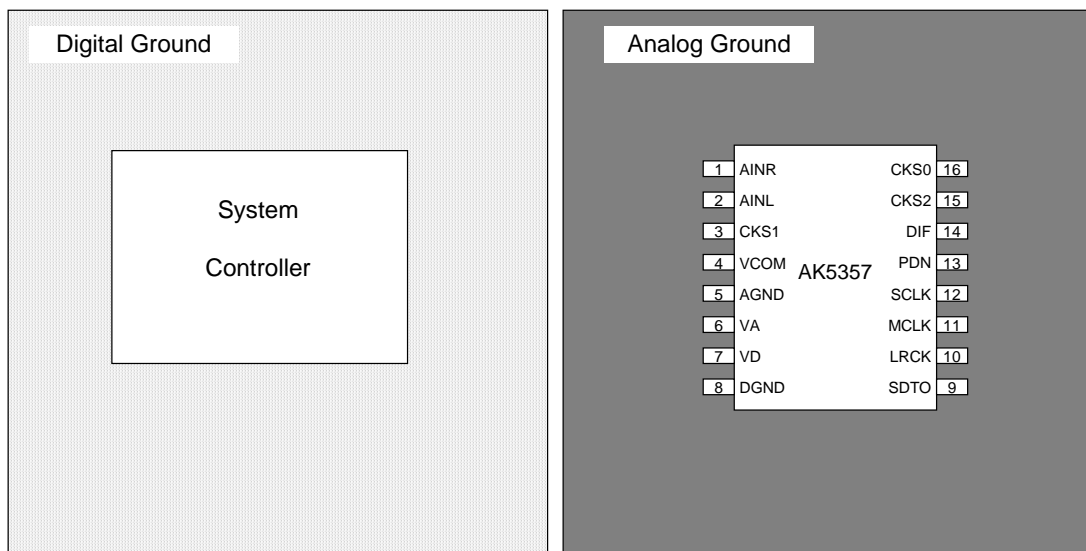 Digital Ground
System
Controller
Analog Ground
1 AINR
2 AINL
3 CKS1
4 VCOM
5 AGND
6 VA
7 VD
8 DGND
AK5357
CKS0 16
CKS2 15
DIF 14
PDN 13
SCLK 12
MCLK 11
LRCK 10
SDTO 9